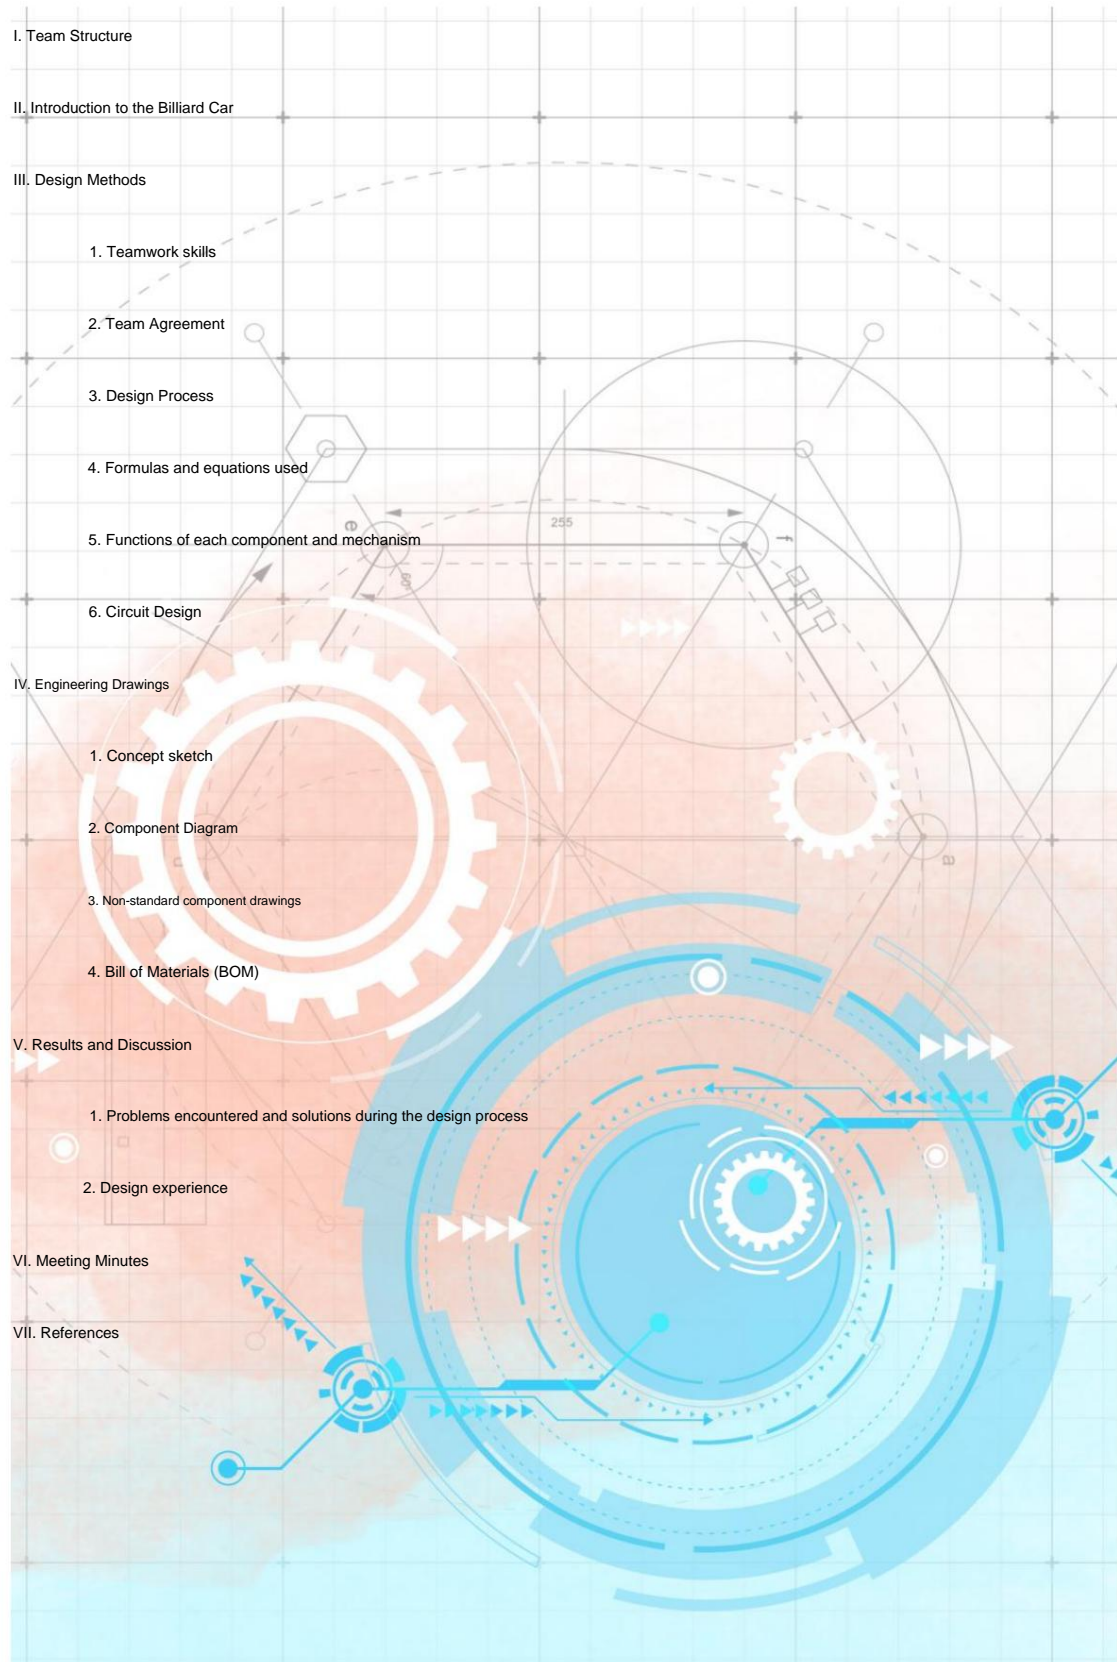 I. Team Structure
II. Introduction to the Billiard Car
III. Design Methods
1. Teamwork skills
2. Team Agreement
3. Design Process
4. Formulas and equations used
255
e
f
5. Functions of each component and mechanism
60°
6. Circuit Design
IV. Engineering Drawings
1. Concept sketch
2. Component Diagram
a
3. Non-standard component drawings
4. Bill of Materials (BOM)
V. Results and Discussion
1. Problems encountered and solutions during the design process
2. Design experience
VI. Meeting Minutes
VII. References